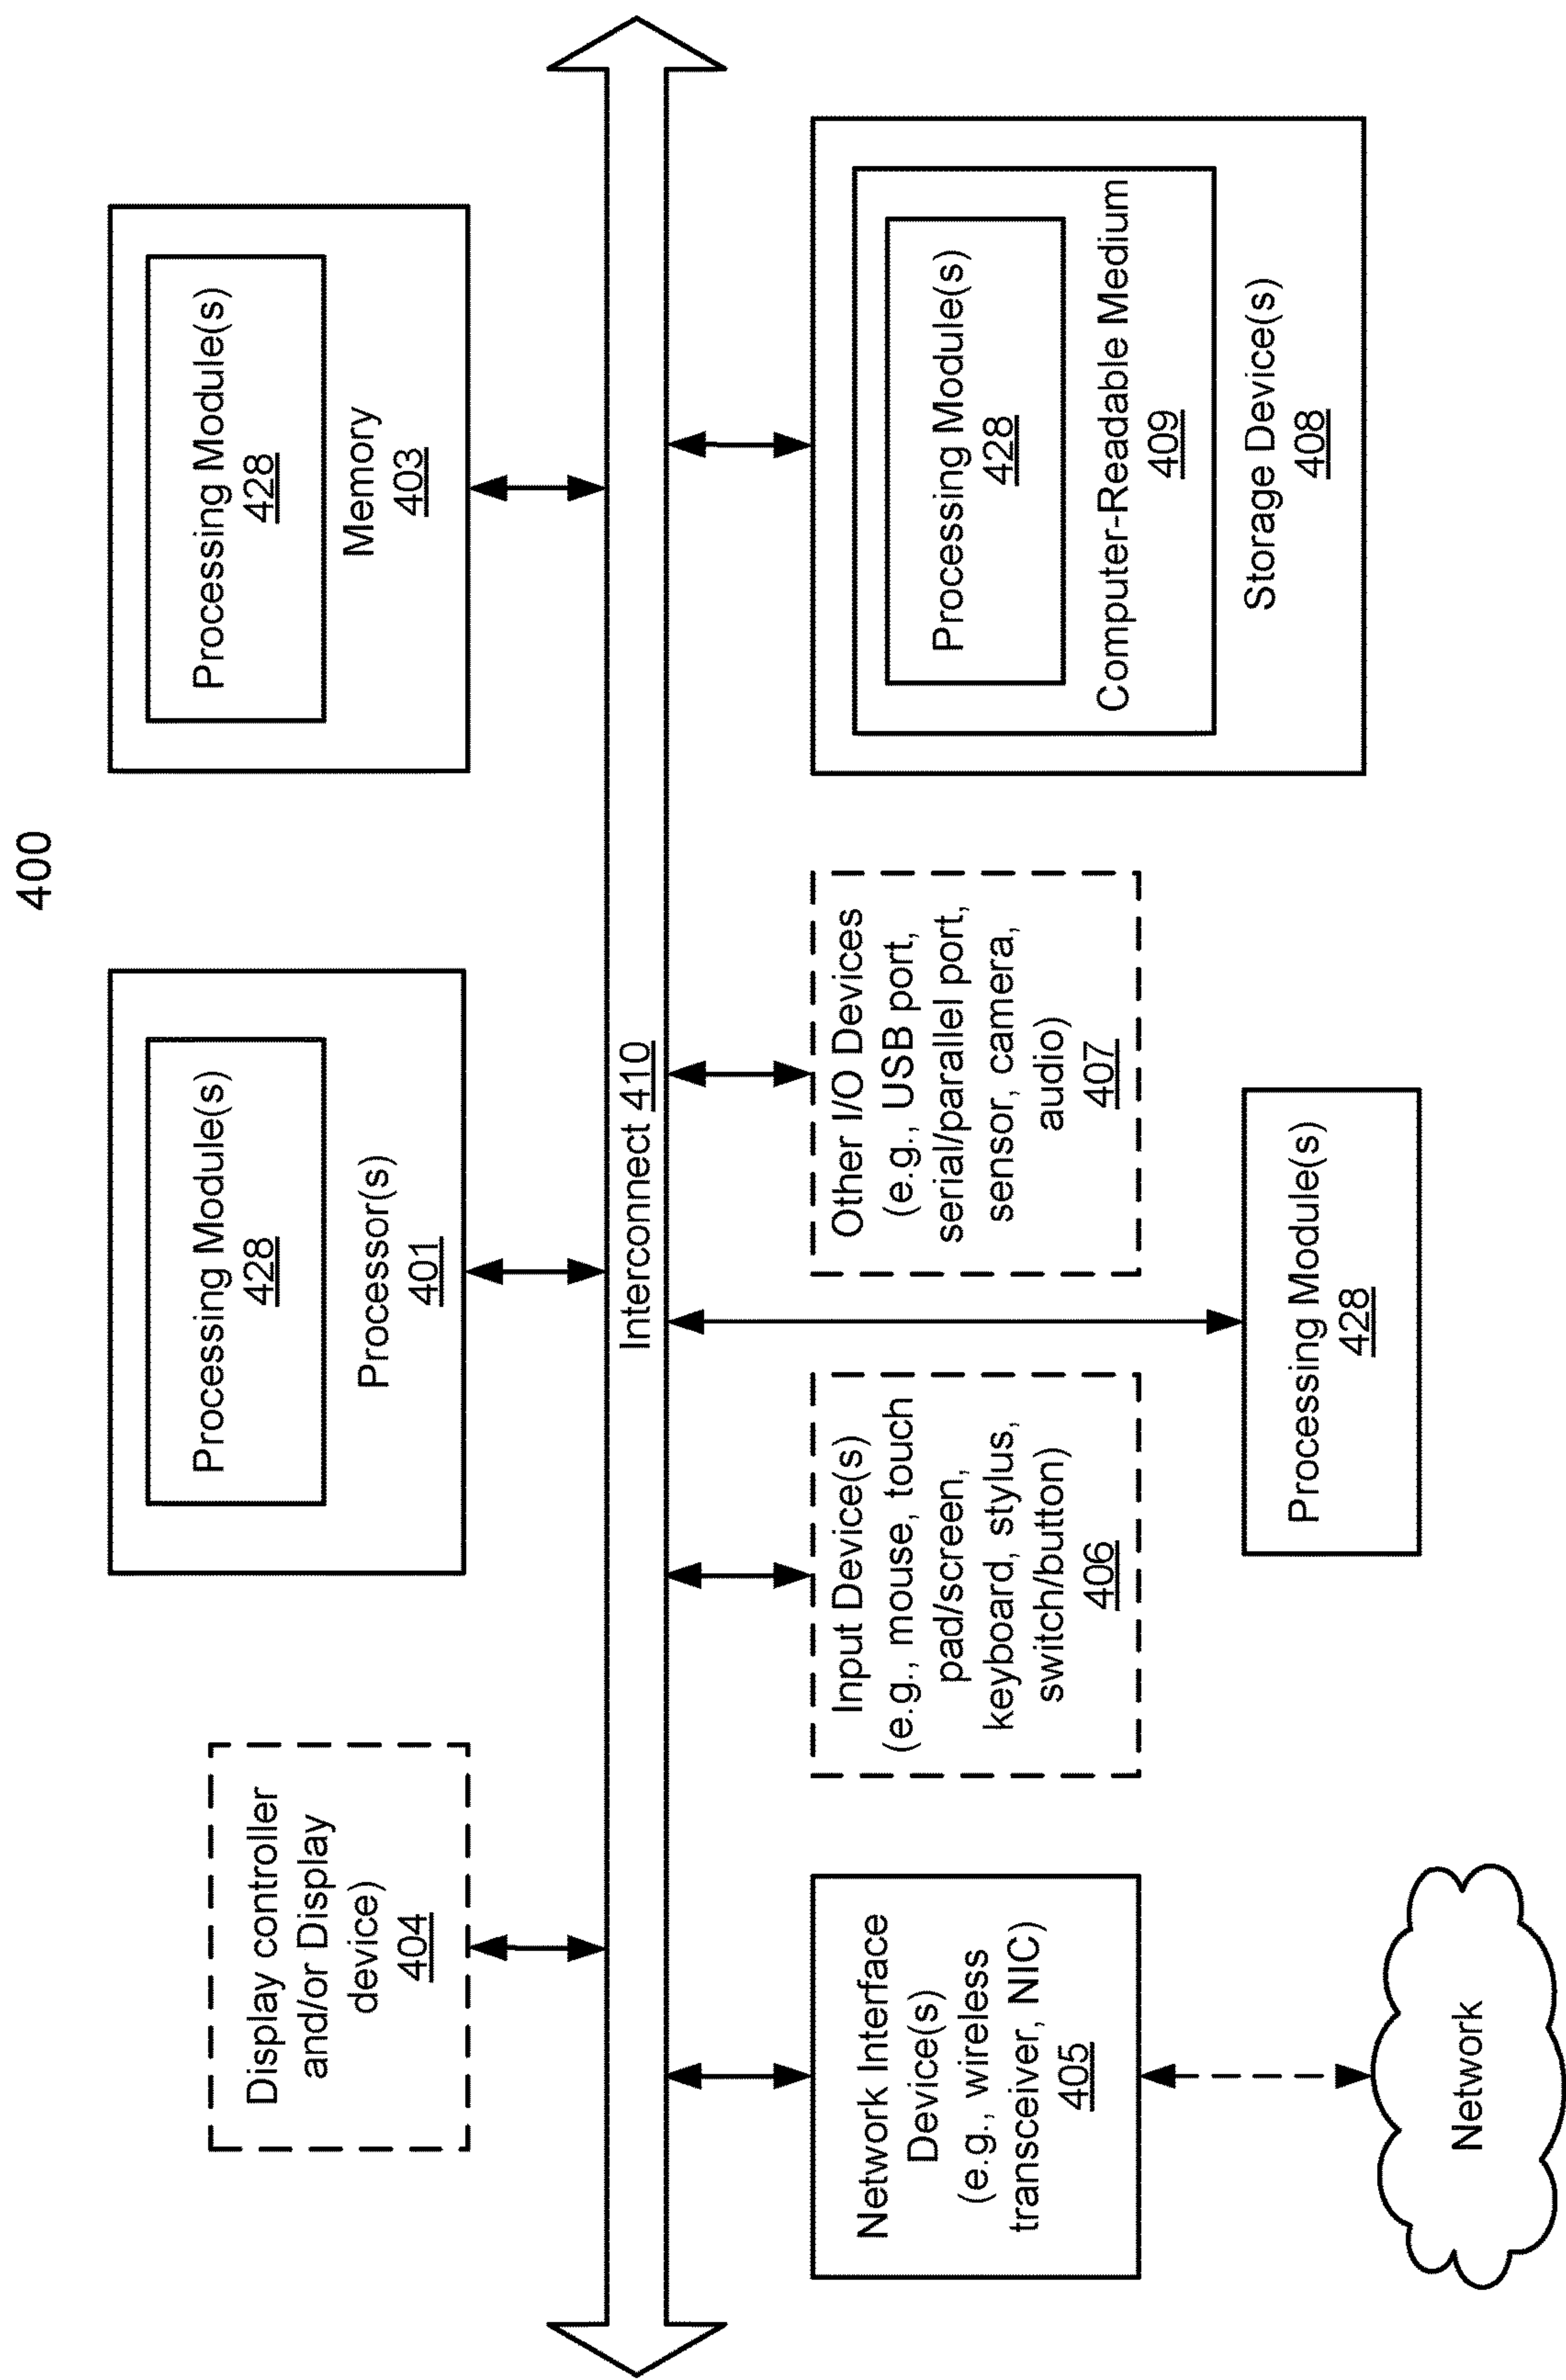 400
Display controller
and/or Display
device)
404
Processing Module(s)
428
Processor(s)
401
Processing Module(s)
428
Memory
403
Interconnect 410
Network Interface
Device(s)
(e.g., wireless
transceiver, NIC)
405
Input Device(s)
(e.g., mouse, touch
pad/screen,
keyboard, stylus,
switch/button)
406
Other I/O Devices
(e.g., USB port,
serial/parallel port,
sensor, camera,
audio)
407
Processing Module(s)
428
Computer-Readable Medium
409
Storage Device(s)
408
Network
Processing Module(s)
428